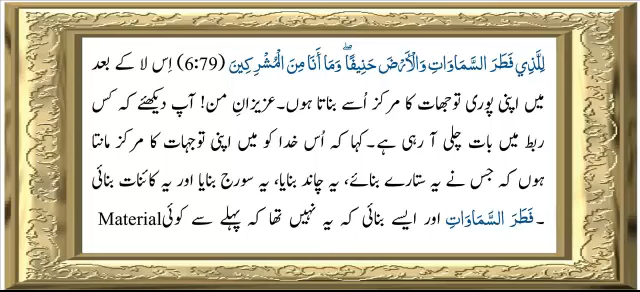 لِلَّذِي فَطَرَ السَّمَاوَاتِ وَالْأَرْضَ حَنِيفًا ۖ وَمَا أَنَا مِنَ الْمُشْرِكِينَ (6:79) اِس لا کے بعد
میں اپنی پوری توجہات کا مرکز اُسے بناتا ہوں۔ عزیزانِ من! آپ دیکھئے کہ کس
ربط میں بات چلی آ رہی ہے۔ کہا کہ اُس خدا کو میں اپنی توجہات کا مرکز مانتا
ہوں کہ جس نے یہ ستارے بنائے، یہ چاند بنایا، یہ سورج بنایا اور یہ کائنات بنائی
۔ فَطَرَ السَّمَاوَاتِ اور ایسے بنائی کہ یہ نہیں تھا کہ پہلے سے کوئی Material